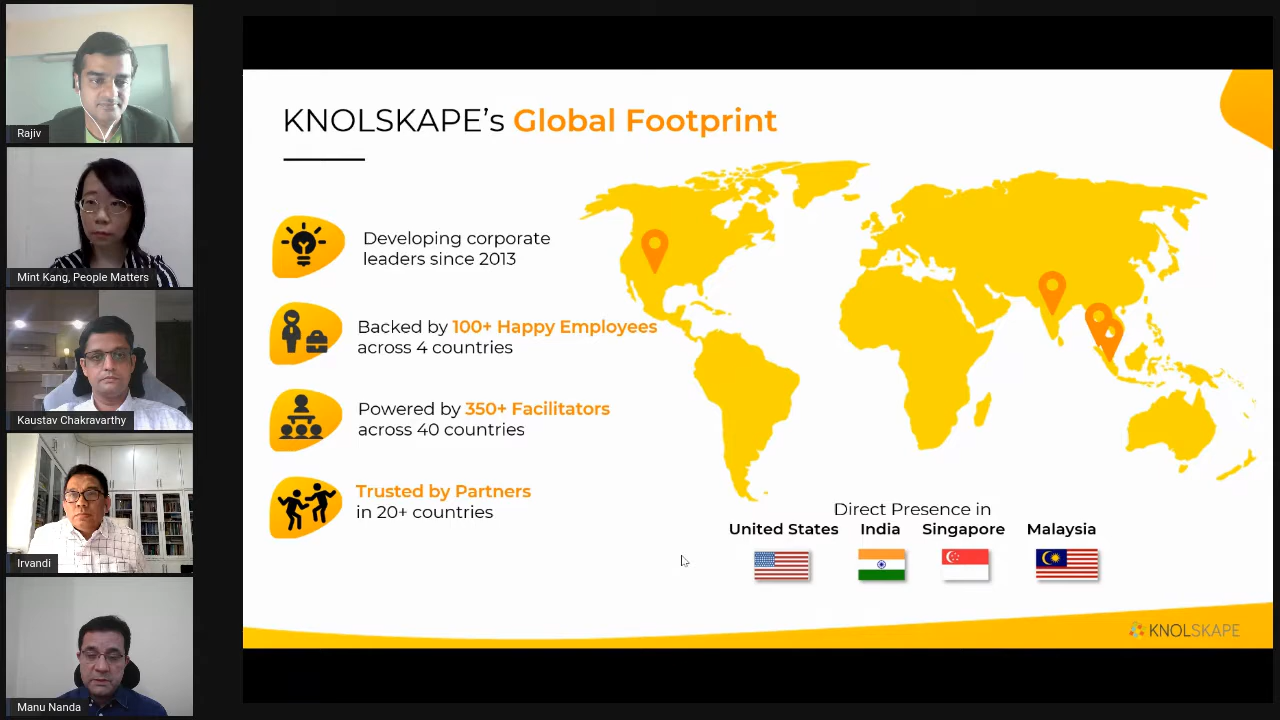 Rajiv
Mint Kang, People Matters
Kaustav Chakravarthy
Irvandi
Manu Nanda
KNOLSKAPE's Global Footprint
Developing corporate
leaders since 2013
Backed by 100+ Happy Employees
across 4 countries
Powered by 350+ Facilitators
across 40 countries
Trusted by Partners
in 20+ countries
Direct Presence in
United States India Singapore Malaysia
KNOLSKAPE